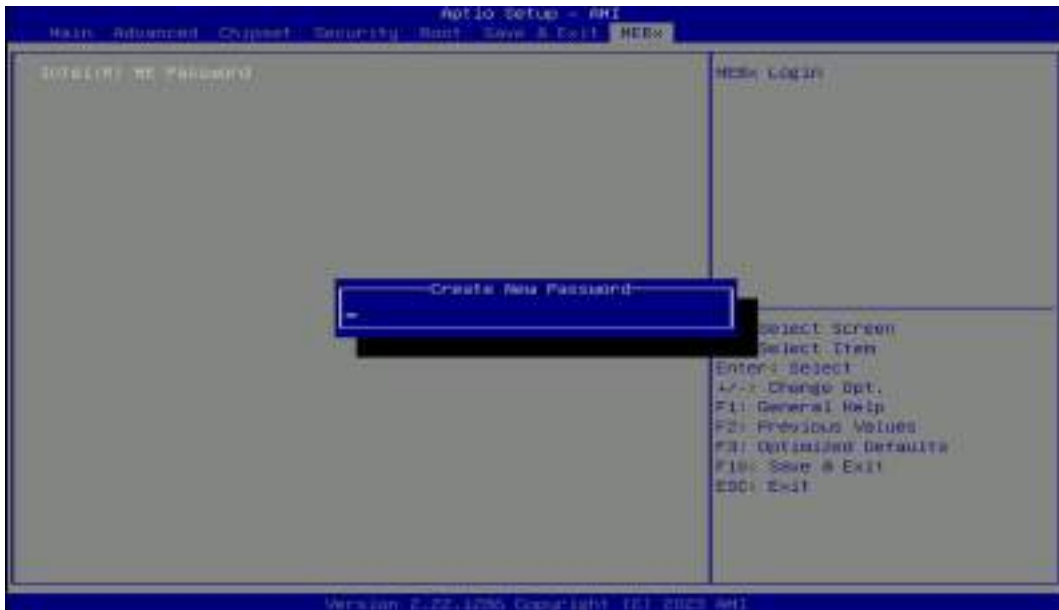 Aptio Setup - AMI
Main Advanced Chipset Security Boot Save & Exit MEBx
Intel(R) ME Password
MEBx Login
Create New Password
Select Screen
Select Item
Enter: Select
+/-: Change Opt.
F1: General Help
F2: Previous Values
F3: Optimized Defaults
F10: Save & Exit
ESC: Exit
Version 2.22.1286 Copyright (C) 2023 AMI